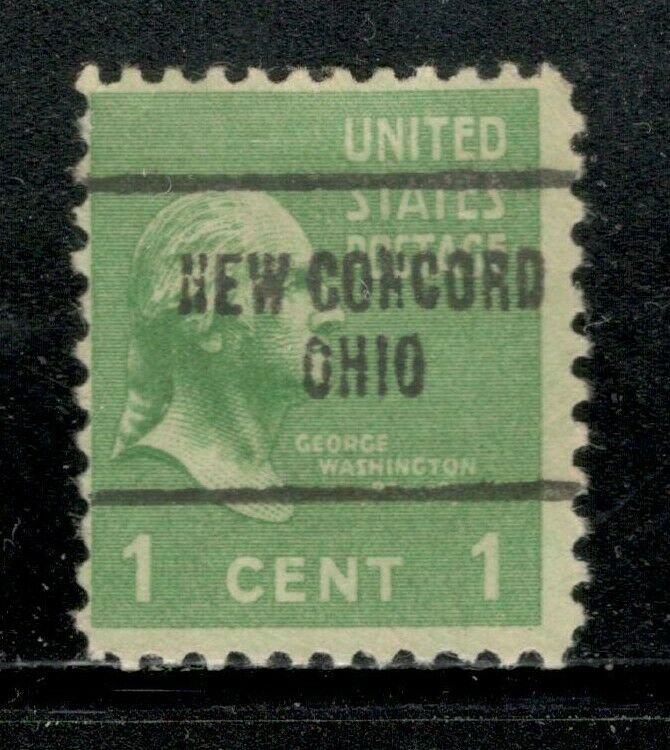 UNITED
STATES
POSTAGE
NEW CONCORD
OHIO
GEORGE
WASHINGTON
1 CENT 1